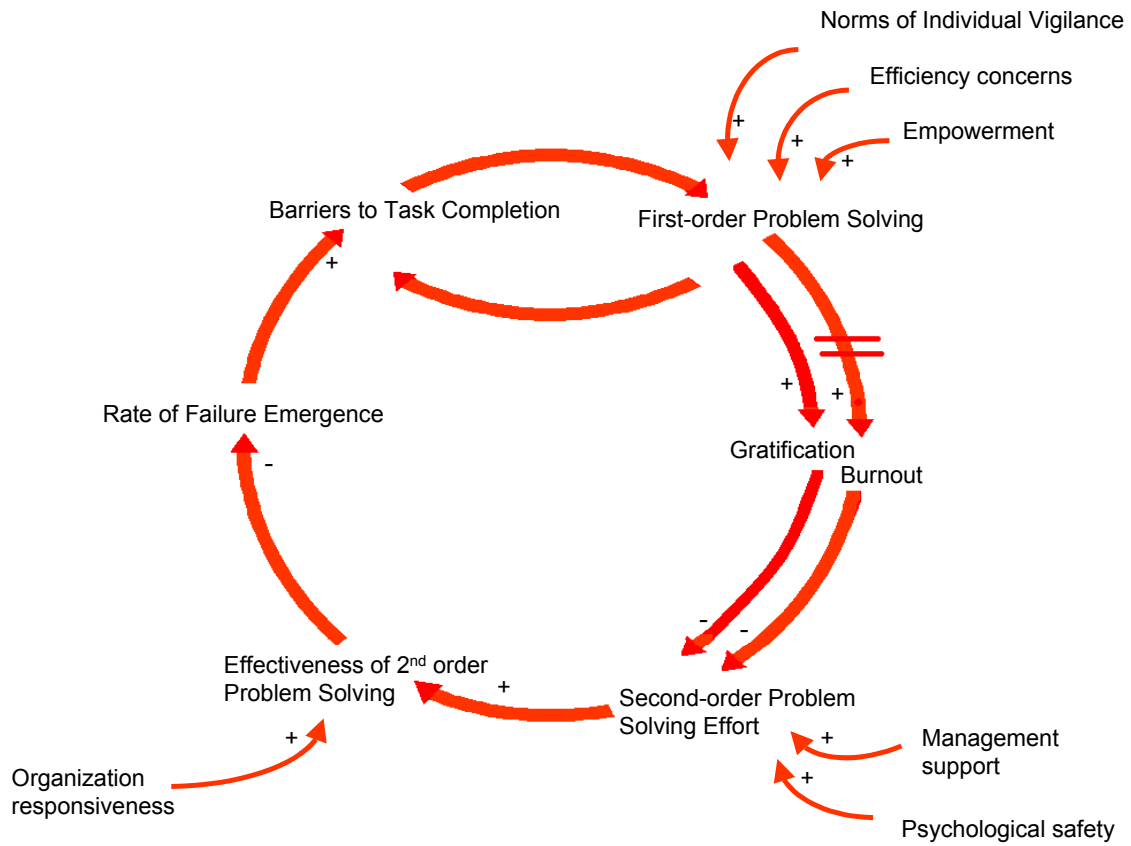 Norms of Individual Vigilance
Efficiency concerns
+
+
Empowerment
+
Barriers to Task Completion
First-order Problem Solving
+
+
+
Rate of Failure Emergence
Gratification
Burnout
-
-
-
Effectiveness of 2nd order
Problem Solving
+
Second-order Problem
Solving Effort
+
Management
support
+
Organization
responsiveness
+
Psychological safety